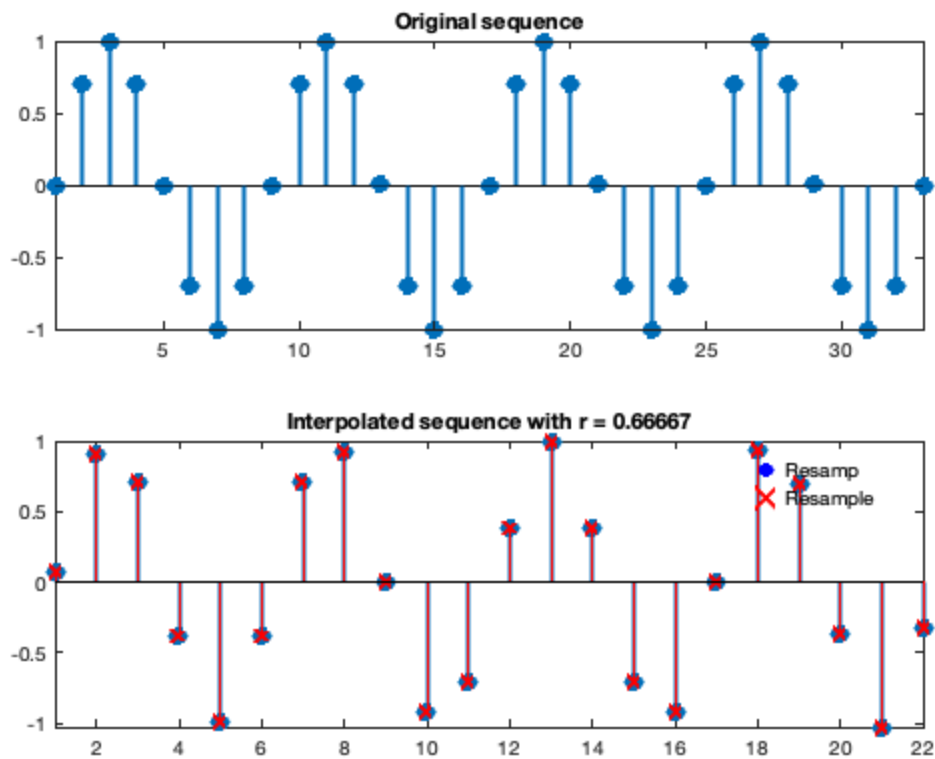 Original sequence
1
0.5
0
-0.5
-1
5 10 15 20 25 30
Interpolated sequence with r = 0.66667
1
Resamp
Resample
0.5
0
-0.5
-1
2 4 6 8 10 12 14 16 18 20 22